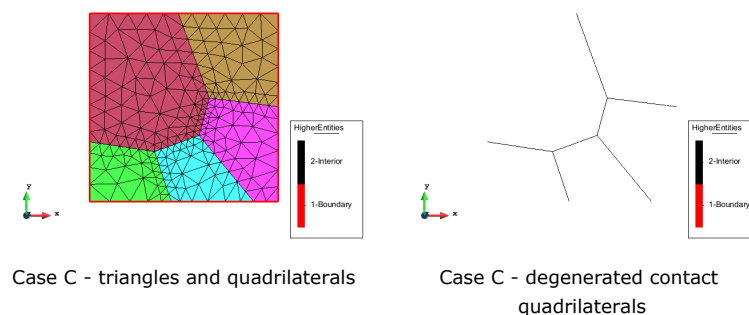 HigherEntities
2-Interior
1-Boundary
y
x
HigherEntities
2-Interior
1-Boundary
y
x
Case C - triangles and quadrilaterals
Case C - degenerated contact
quadrilaterals